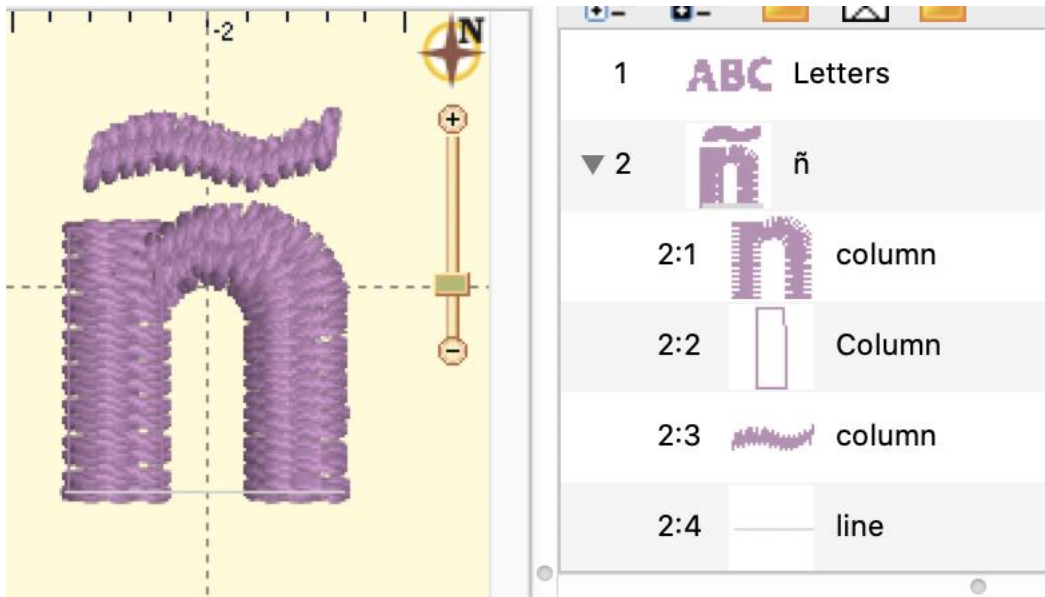 -2
N
1 ABC Letters
2 ñ ñ
2:1 column
2:2 Column
2:3 column
2:4 line